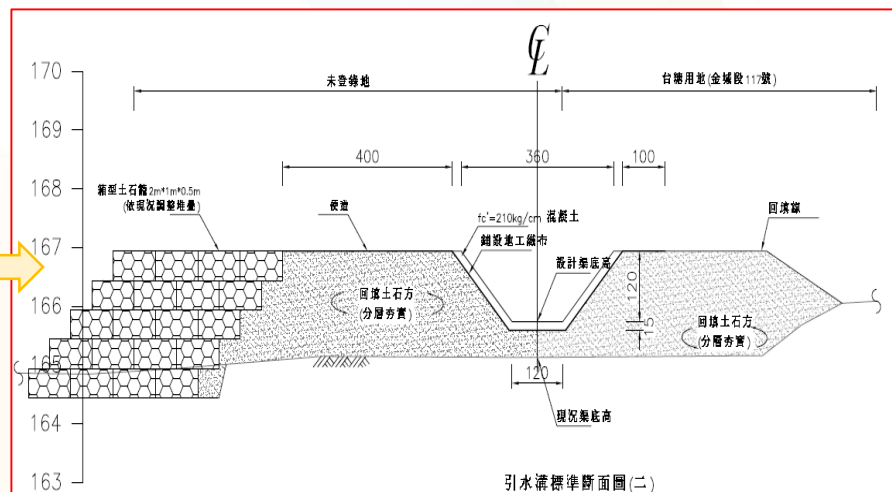 CL
170
未登錄地
台糖用地(金城段117號)
169
400
360
100
168
箱型土石籠2m*1m*0.5m
(依現況調整堆疊)
便道
fc'=210kg/cm 混凝土
鋪設地工織布
設計渠底高
回填線
167
回填土石方
(分層夯實)
120
15
回填土石方
(分層夯實)
166
165
120
現況渠底高
164
163
引水溝標準斷面圖(二)